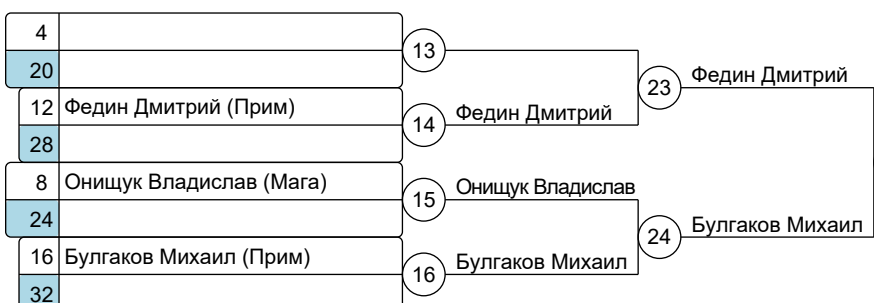 4
13
20
23 Федин Дмитрий
12 Федин Дмитрий (Прим)
14 Федин Дмитрий
28
8 Онищук Владислав (Мага)
15 Онищук Владислав
24
24 Булгаков Михаил
16 Булгаков Михаил (Прим)
16 Булгаков Михаил
32